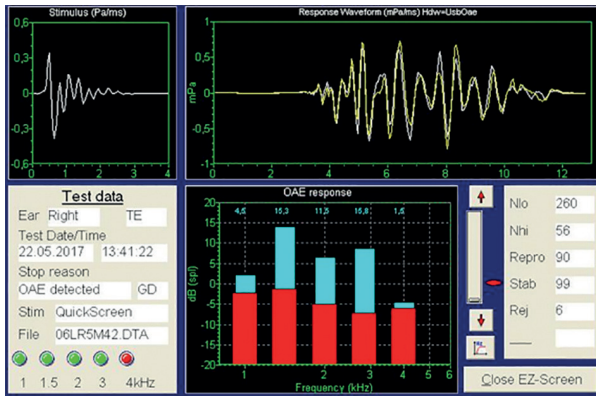 Stimulus (Pa/ms)
0,6
0,3
0
-0,3
-0,6
0 1 2 3 4
Response Waveform (mPa/ms) Hdw=UsbOae
mPa
1
0,5
0
-0,5
-1
0 2 4 6 8 10 12
Test data
Ear Right TE
Test Date/Time
22.05.2017 13:41:22
Stop reason
OAE detected GD
Stim QuickScreen
File 06LR5M42.DTA
1 1.5 2 3 4kHz
OAE response
4,5 15,3 11,5 15,8 1,5
dB (spl)
20
15
10
5
0
-5
-10
-15
-20
1 2 3 4 5 6
Frequency (kHz)
Nlo 260
Nhi 56
Repro 90
Stab 99
Rej 6
Close EZ-Screen